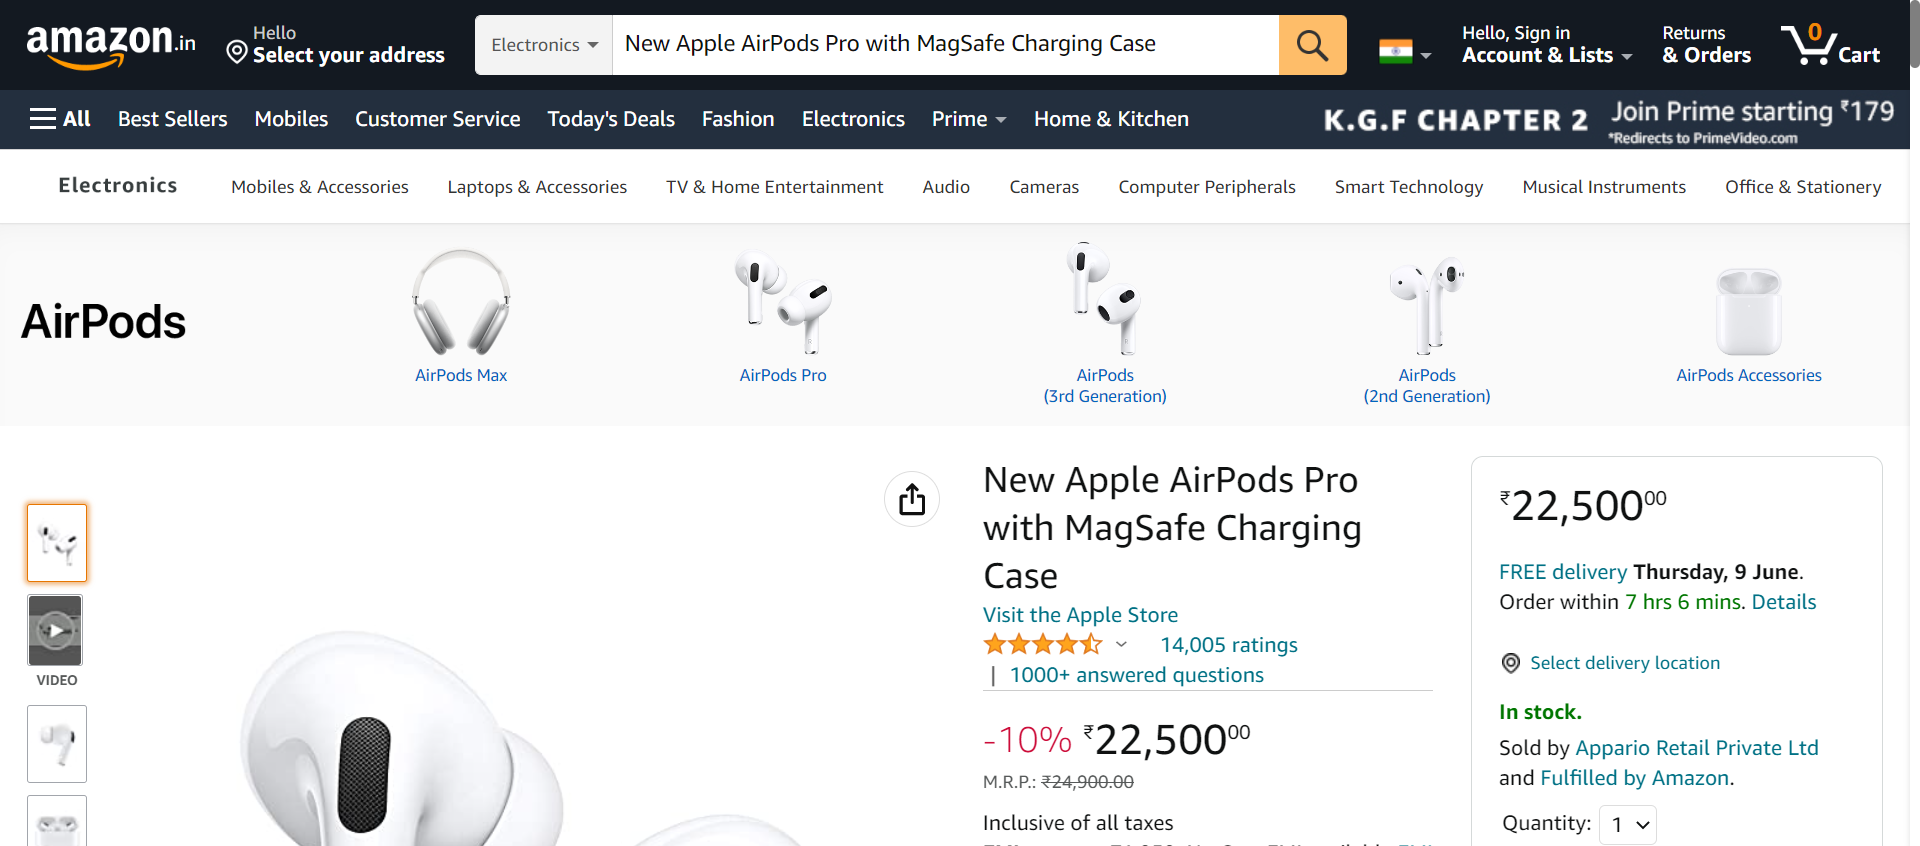 amazon.in
Hello
Select your address
Electronics
New Apple AirPods Pro with MagSafe Charging Case
Hello, Sign in
Account & Lists
Returns
& Orders
0
Cart
All
Best Sellers
Mobiles
Customer Service
Today's Deals
Fashion
Electronics
Prime
Home & Kitchen
K.G.F CHAPTER 2
Join Prime starting ₹179
*Redirects to PrimeVideo.com
Electronics
Mobiles & Accessories
Laptops & Accessories
TV & Home Entertainment
Audio
Cameras
Computer Peripherals
Smart Technology
Musical Instruments
Office & Stationery
AirPods
AirPods Max
AirPods Pro
AirPods
(3rd Generation)
AirPods
(2nd Generation)
AirPods Accessories
VIDEO
New Apple AirPods Pro
with MagSafe Charging
Case
Visit the Apple Store
14,005 ratings
| 1000+ answered questions
-10% ₹22,50000
M.R.P.: ₹24,900.00
Inclusive of all taxes
₹22,50000
FREE delivery Thursday, 9 June.
Order within 7 hrs 6 mins. Details
Select delivery location
In stock.
Sold by Appario Retail Private Ltd
and Fulfilled by Amazon.
Quantity: 1